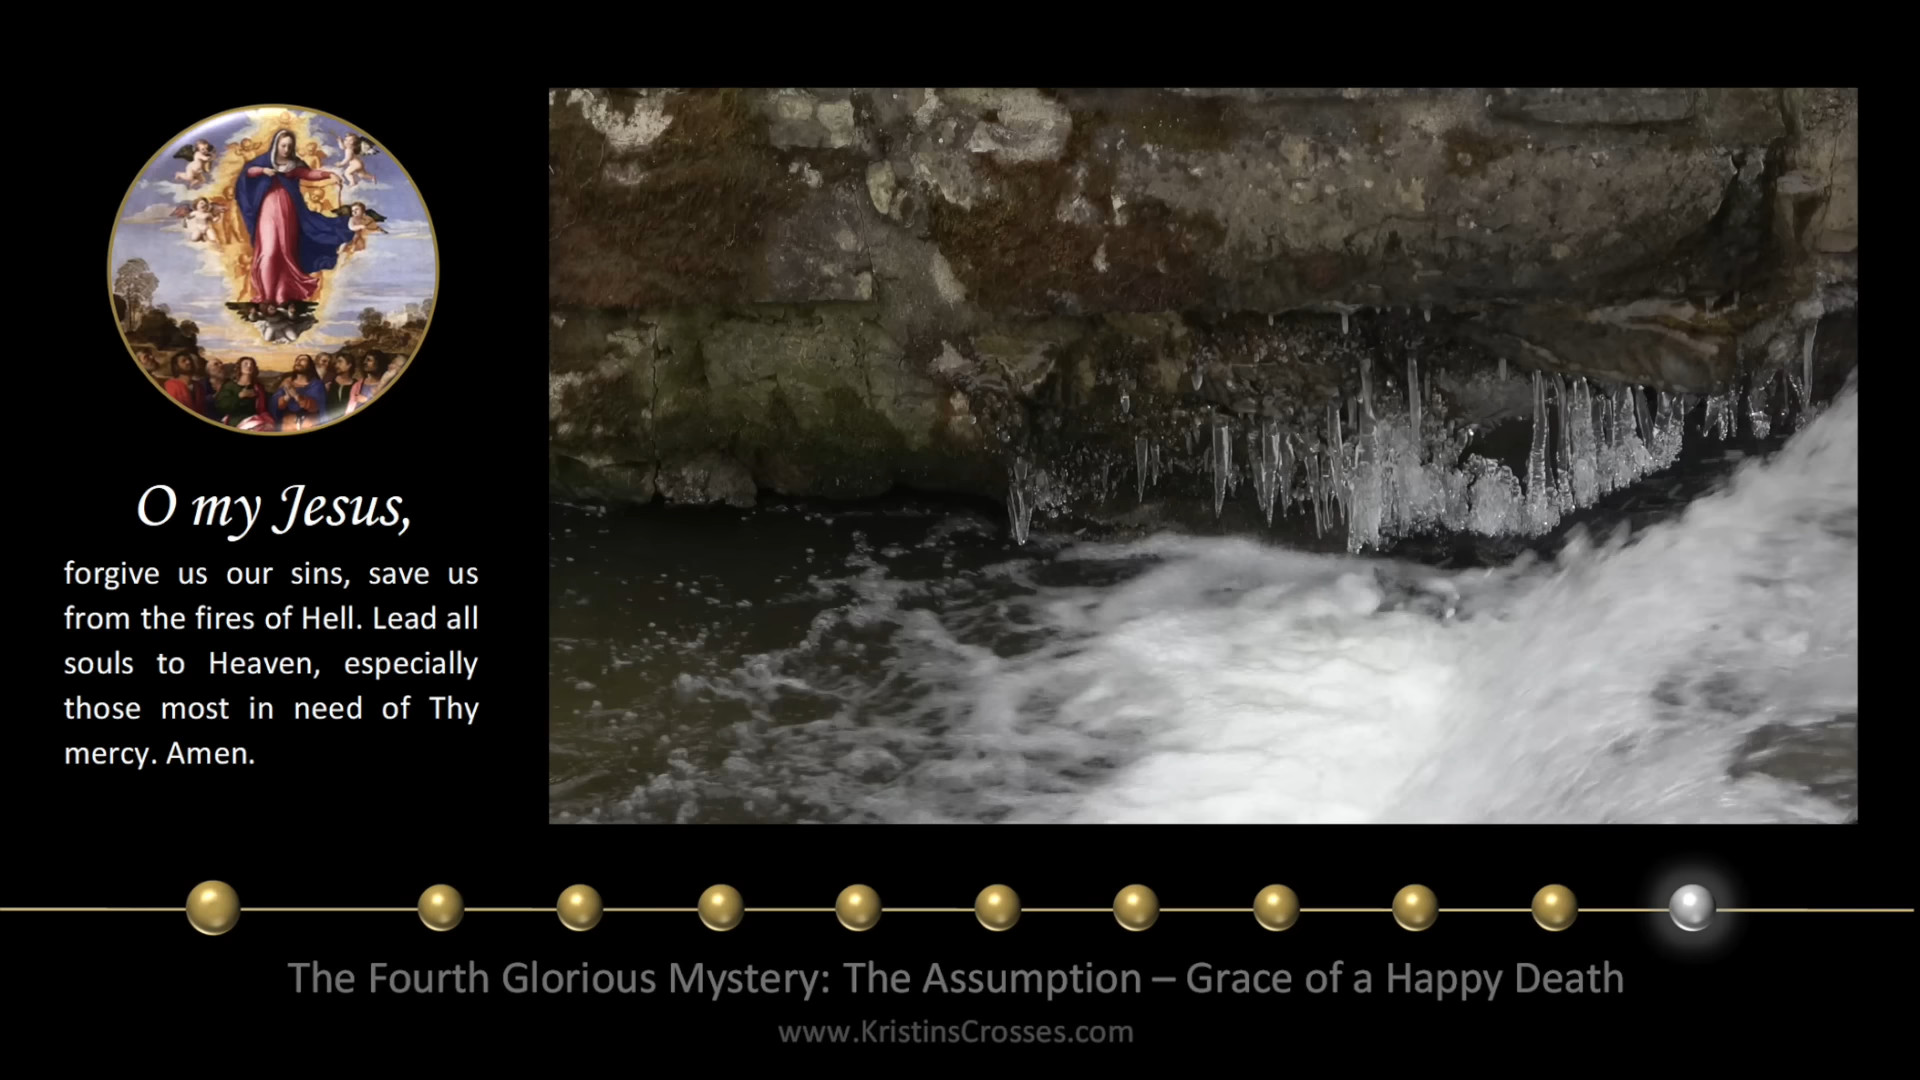 O my Jesus,
forgive us our sins, save us
from the fires of Hell. Lead all
souls to Heaven, especially
those most in need of Thy
mercy. Amen.
The Fourth Glorious Mystery: The Assumption – Grace of a Happy Death
www.KristinsCrosses.com